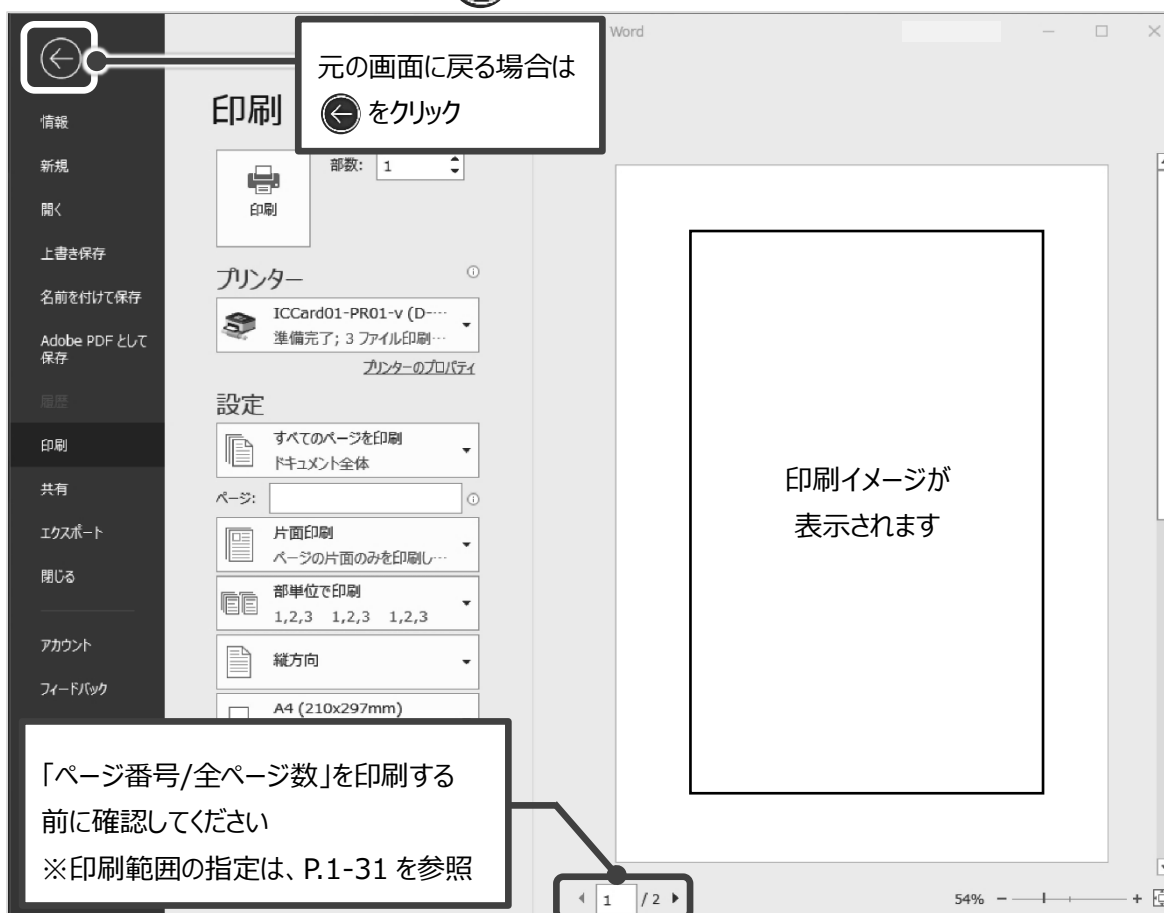 Word
元の画面に戻る場合は
をクリック
情報
新規
開く
上書き保存
名前を付けて保存
Adobe PDF として
保存
履歴
印刷
共有
エクスポート
閉じる
アカウント
フィードバック
印刷
部数: 1
印刷
プリンター
ICCard01-PR01-v (D-…
準備完了; 3 ファイル印刷…
プリンターのプロパティ
設定
すべてのページを印刷
ドキュメント全体
ページ:
片面印刷
ページの片面のみを印刷し…
部単位で印刷
1,2,3 1,2,3 1,2,3
縦方向
A4 (210x297mm)
印刷イメージが
表示されます
「ページ番号/全ページ数」を印刷する
前に確認してください
※印刷範囲の指定は、P.1-31 を参照
1 / 2
54%